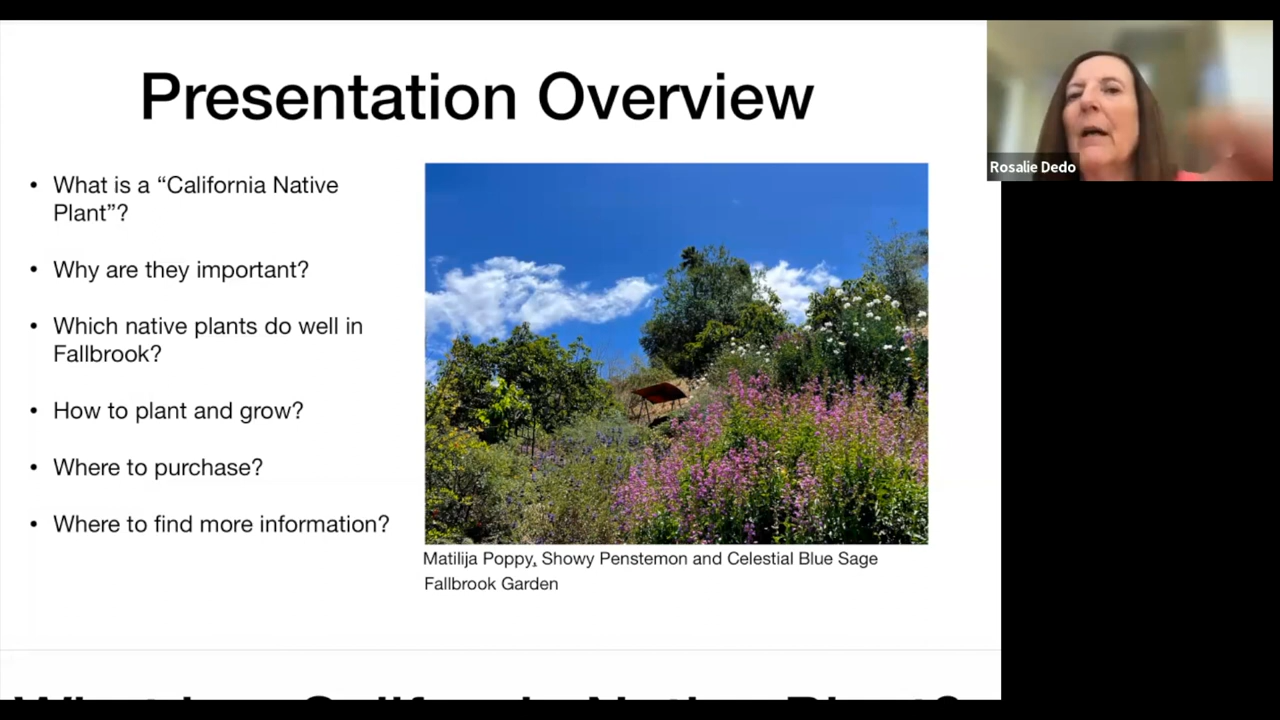 Presentation Overview
• What is a “California Native
Plant”?
• Why are they important?
• Which native plants do well in
Fallbrook?
• How to plant and grow?
• Where to purchase?
• Where to find more information?
Matilija Poppy, Showy Penstemon and Celestial Blue Sage
Fallbrook Garden
Rosalie Dedo